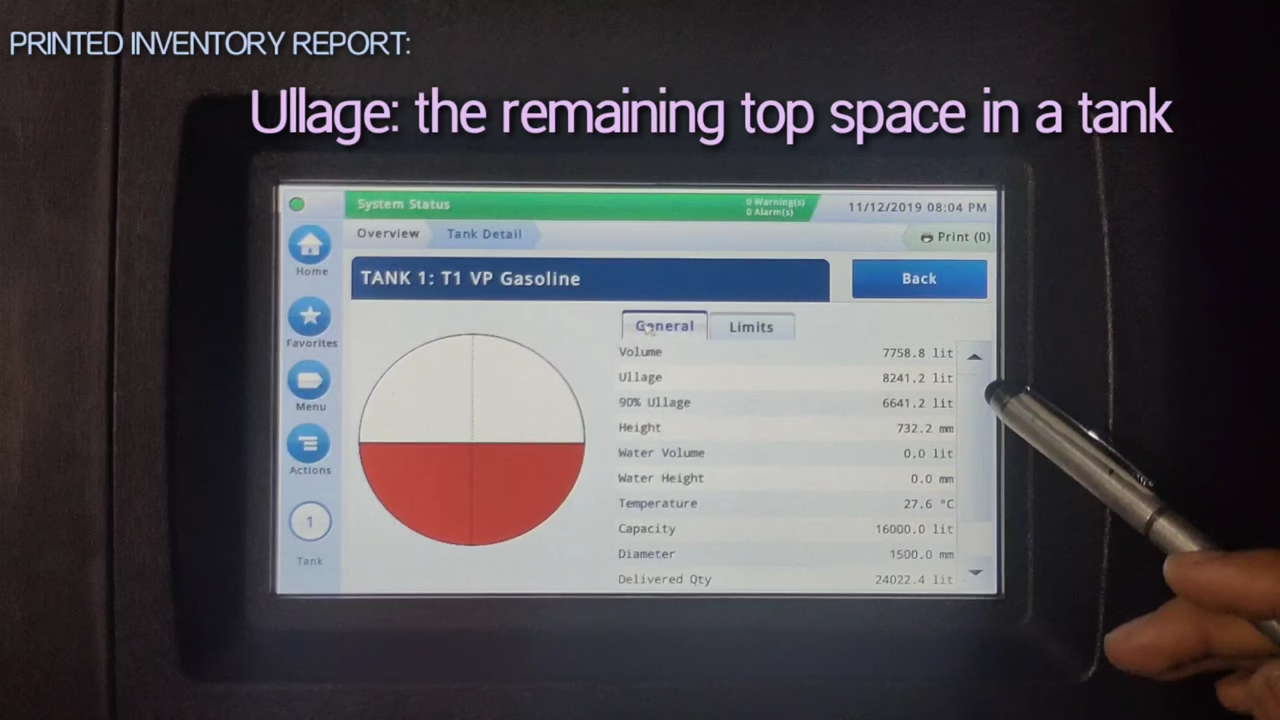 PRINTED INVENTORY REPORT:
Ullage: the remaining top space in a tank
System Status
0 Warning(s)
0 Alarm(s)
11/12/2019 08:04 PM
Overview
Tank Detail
Print (0)
Home
TANK 1: T1 VP Gasoline
Back
Favorites
General
Limits
Volume 7758.8 lit
Ullage 8241.2 lit
90% Ullage 6641.2 lit
Menu
Height 732.2 mm
Water Volume 0.0 lit
Actions
Water Height 0.0 mm
Temperature 27.6 °C
1
Capacity 16000.0 lit
Tank
Diameter 1500.0 mm
Delivered Qty 24022.4 lit